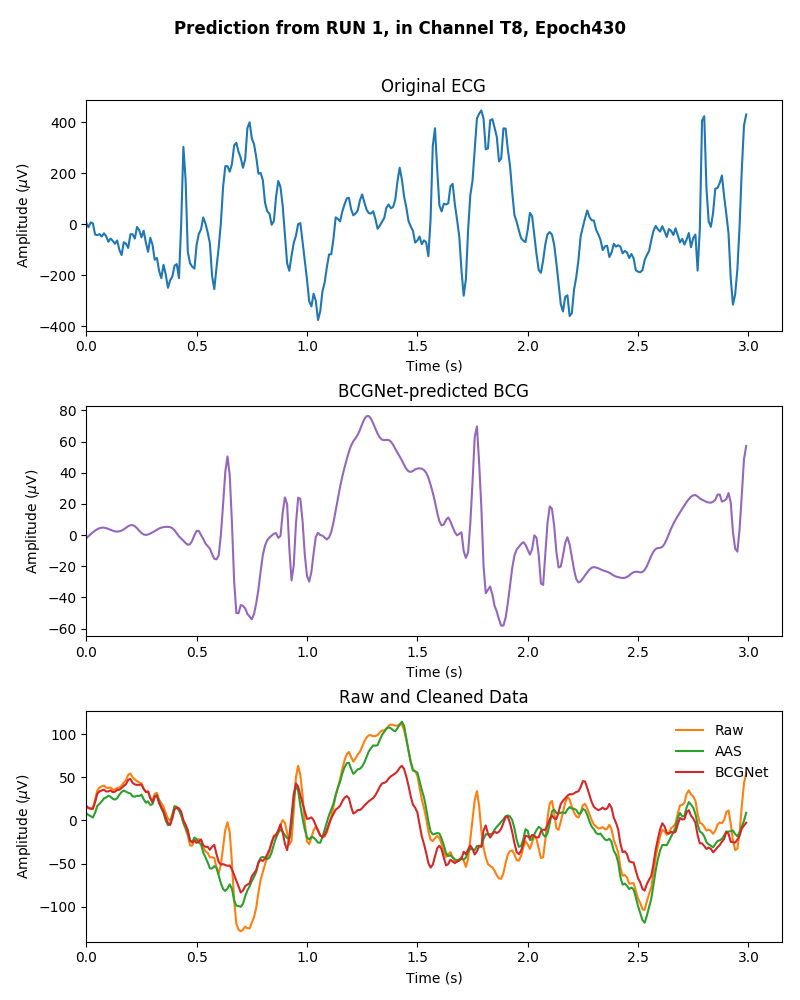 Prediction from RUN 1, in Channel T8, Epoch430
Original ECG
Amplitude (μV)
400
200
0
−200
−400
0.0 0.5 1.0 1.5 2.0 2.5 3.0
Time (s)
BCGNet-predicted BCG
Amplitude (μV)
80
60
40
20
0
−20
−40
−60
0.0 0.5 1.0 1.5 2.0 2.5 3.0
Time (s)
Raw and Cleaned Data
Amplitude (μV)
100
50
0
−50
−100
Raw
AAS
BCGNet
0.0 0.5 1.0 1.5 2.0 2.5 3.0
Time (s)